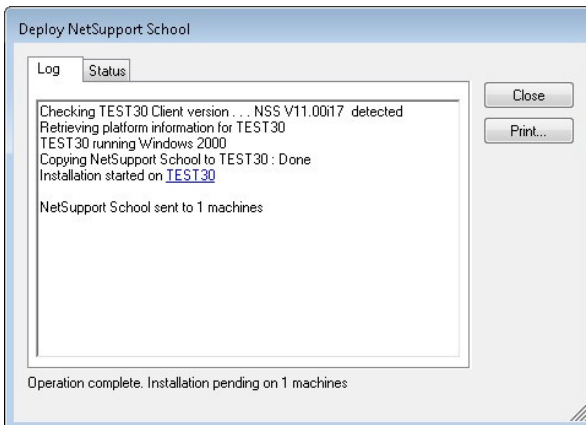 Deploy NetSupport School
Log
Status
Close
Print...
Checking TEST30 Client version . . . NSS V11.00i17 detected
Retrieving platform information for TEST30
TEST30 running Windows 2000
Copying NetSupport School to TEST30 : Done
Installation started on TEST30
NetSupport School sent to 1 machines
Operation complete. Installation pending on 1 machines